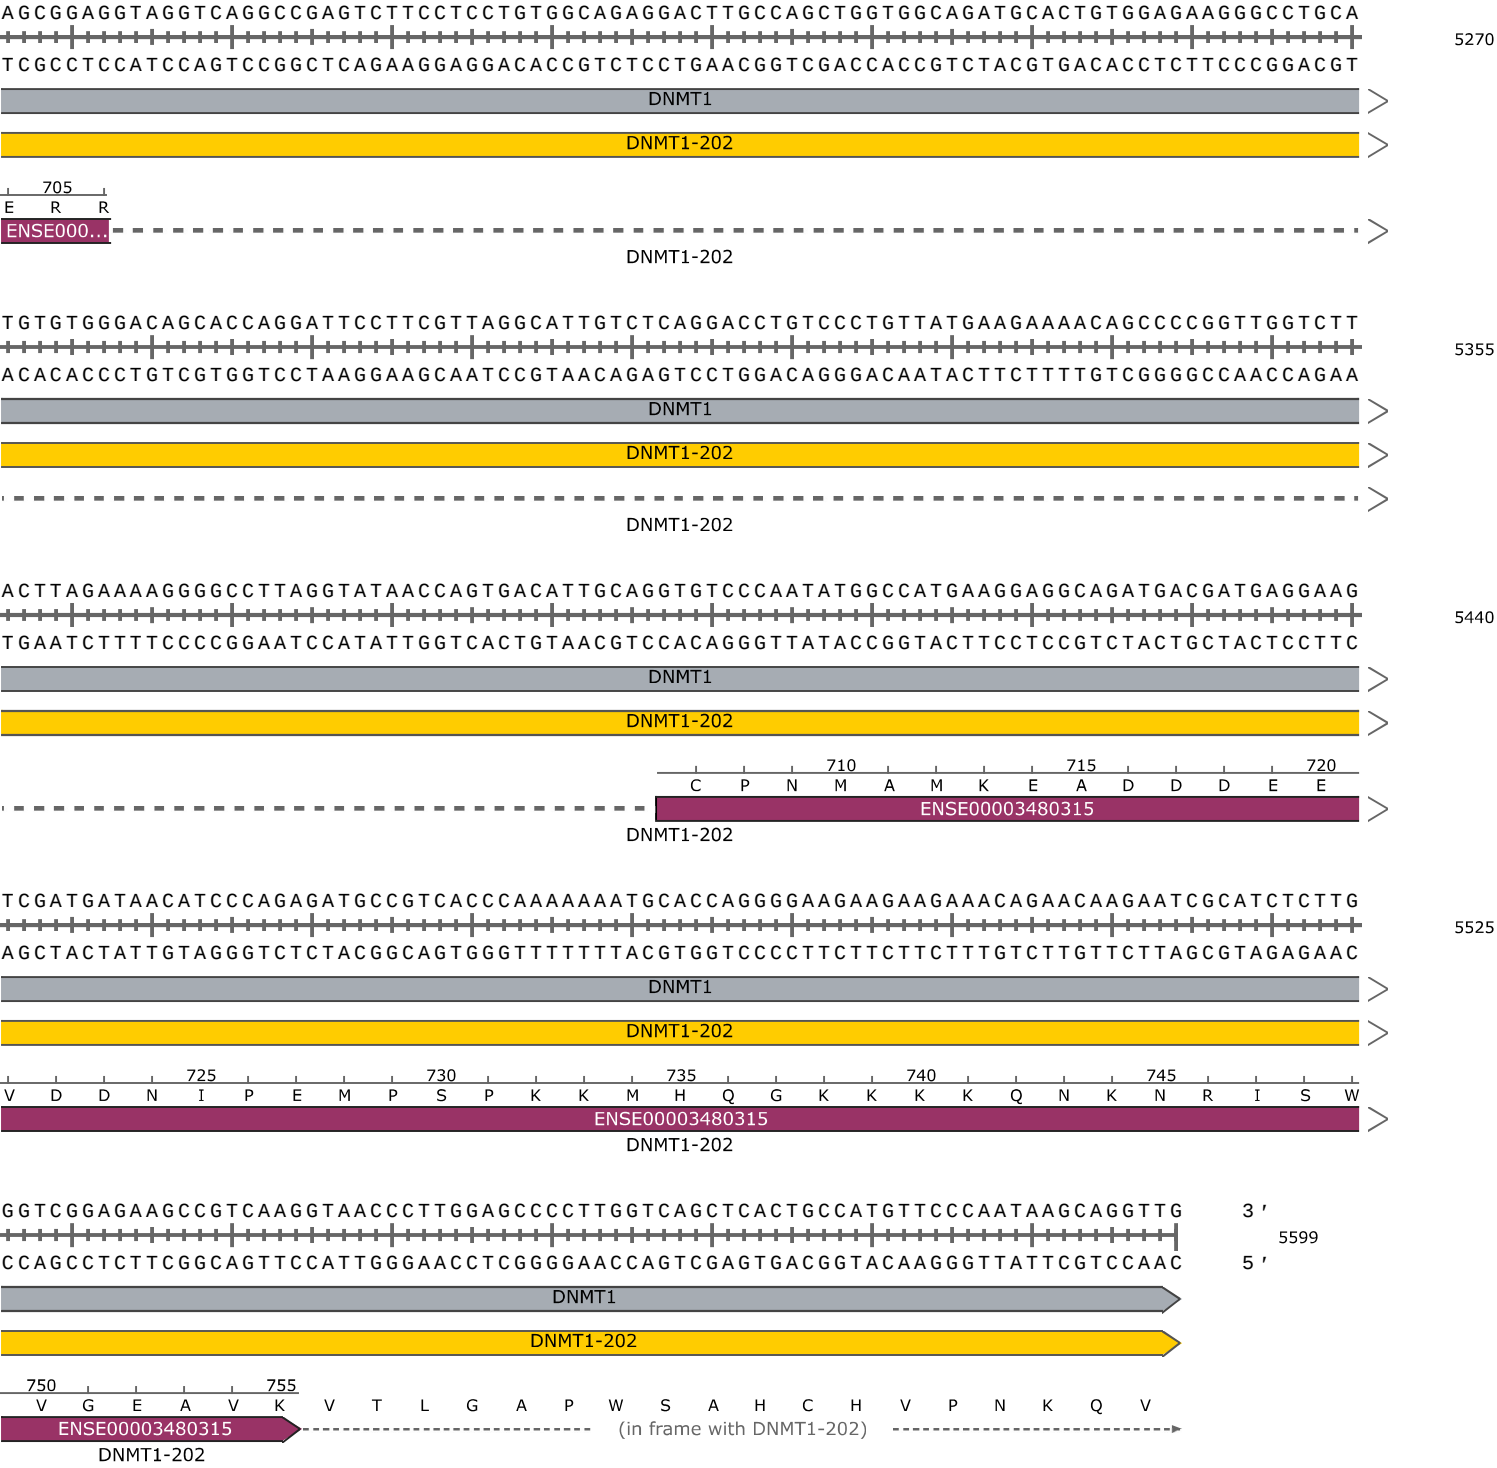 AGCGGAGGTAGGTCAGGCCGAGTCTTCCTCCTGTGGCAGAGGACTTGCCAGCTGGTGGCAGATGCACTGTGGAGAAGGGCCTGCA
5270
TCGCCTCCATCCAGTCCGGCTCAGAAGGAGGACACCGTCTCCTGAACGGTCGACCACCGTCTACGTGACACCTCTTCCCGGACGT
DNMT1
DNMT1-202
705
E R R
ENSE000...
DNMT1-202
TGTGTGGGACAGCACCAGGATTCCTTCGTTAGGCATTGTCTCAGGACCTGTCCCTGTTATGAAGAAAACAGCCCCGGTTGGTCTT
5355
ACACACCCTGTCGTGGTCCTAAGGAAGCAATCCGTAACAGAGTCCTGGACAGGGACAATACTTCTTTTGTCGGGGCCAACCAGAA
DNMT1
DNMT1-202
DNMT1-202
ACTTAGAAAAGGGGCCTTAGGTATAACCAGTGACATTGCAGGTGTCCCAATATGGCCATGAAGGAGGCAGATGACGATGAGGAAG
5440
TGAATCTTTTCCCCGGAATCCATATTGGTCACTGTAACGTCCACAGGGTTATACCGGTACTTCCTCCGTCTACTGCTACTCCTTC
DNMT1
DNMT1-202
710 715 720
C P N M A M K E A D D D E E
ENSE00003480315
DNMT1-202
TCGATGATAACATCCCAGAGATGCCGTCACCCAAAAAAATGCACCAGGGGAAGAAGAAGAAACAGAACAAGAATCGCATCTCTTG
5525
AGCTACTATTGTAGGGTCTCTACGGCAGTGGGTTTTTTTACGTGGTCCCCTTCTTCTTCTTTGTCTTGTTCTTAGCGTAGAGAAC
DNMT1
DNMT1-202
725 730 735 740 745
V D D N I P E M P S P K K M H Q G K K K K Q N K N R I S W
ENSE00003480315
DNMT1-202
GGTCGGAGAAGCCGTCAAGGTAACCCTTGGAGCCCCTTGGTCAGCTCACTGCCATGTTCCCAATAAGCAGGTTG 3′
5599
CCAGCCTCTTCGGCAGTTCCATTGGGAACCTCGGGGAACCAGTCGAGTGACGGTACAAGGGTTATTCGTCCAAC 5′
DNMT1
DNMT1-202
750 755
V G E A V K V T L G A P W S A H C H V P N K Q V
ENSE00003480315 (in frame with DNMT1-202)
DNMT1-202